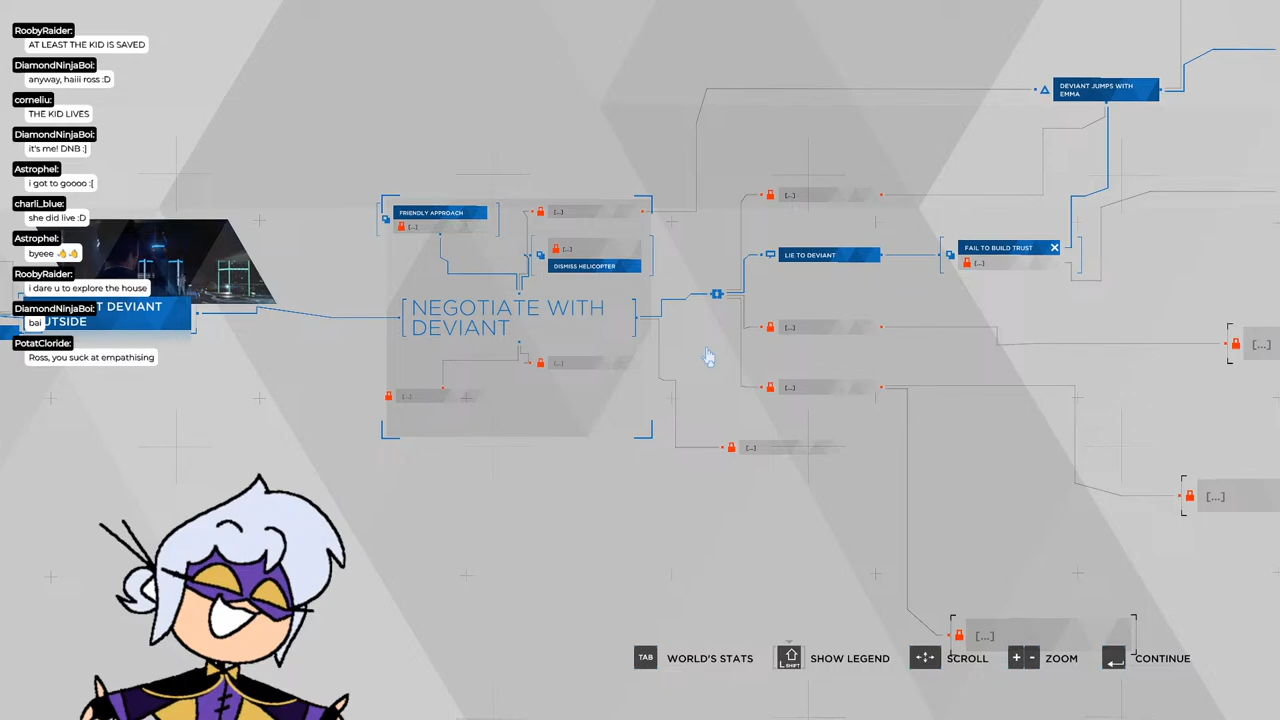 RoobyRaider:
AT LEAST THE KID IS SAVED
DiamondNinjaBoi:
anyway, haiii ross :D
corneliu:
THE KID LIVES
DiamondNinjaBoi:
it's me! DNB :]
Astrophel:
i got to goooo :[
charli_blue:
she did live :D
Astrophel:
byeee 👋👋
RoobyRaider:
i dare u to explore the house
DiamondNinjaBoi:
bai
PotatCloride:
Ross, you suck at empathising
T DEVIANT
UTSIDE
FRIENDLY APPROACH
[...]
[...]
[...]
DISMISS HELICOPTER
NEGOTIATE WITH
DEVIANT
[...]
[...]
[...]
LIE TO DEVIANT
[...]
[...]
[...]
DEVIANT JUMPS WITH
EMMA
FAIL TO BUILD TRUST
[...]
[...]
[...]
[...]
TAB WORLD'S STATS
L SHIFT SHOW LEGEND
SCROLL
+ - ZOOM
CONTINUE